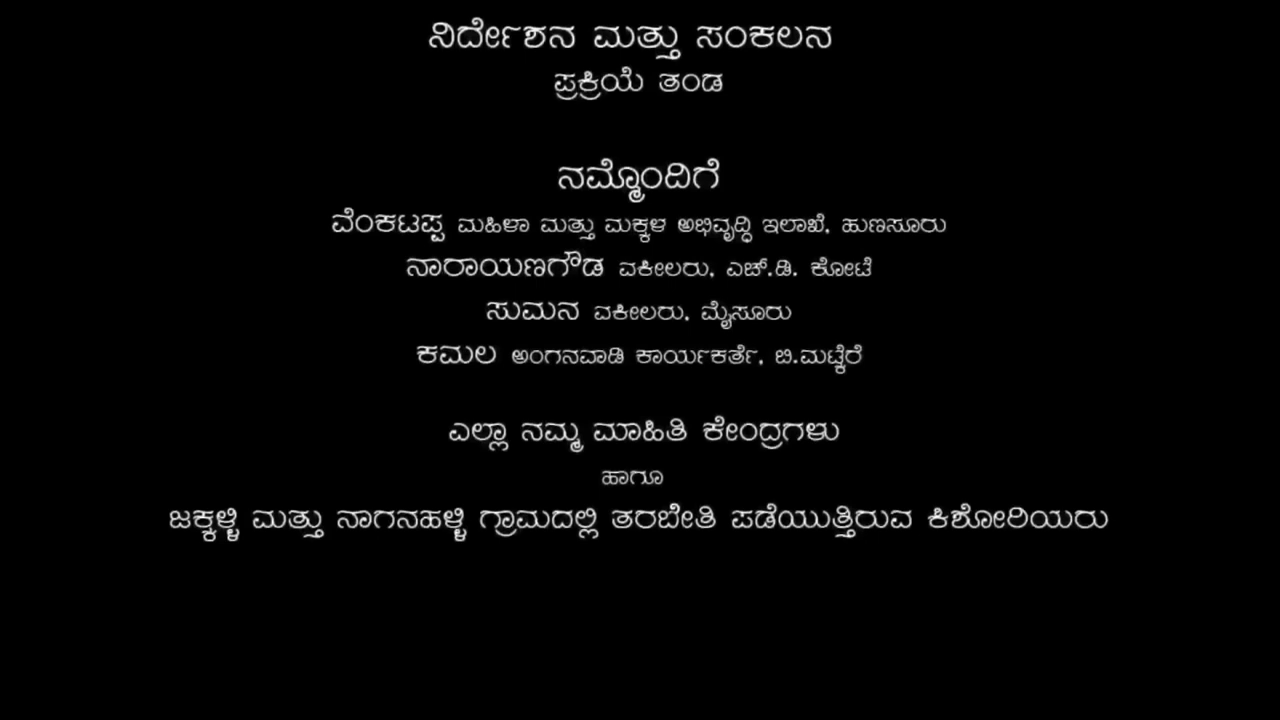 ನಿರ್ದೇಶನ ಮತ್ತು ಸಂಕಲನ
ಪ್ರಕ್ರಿಯೆ ತಂಡ
ನಮ್ಮೊಂದಿಗೆ
ವೆಂಕಟಪ್ಪ ಮಹಿಳಾ ಮತ್ತು ಮಕ್ಕಳ ಅಭಿವೃದ್ಧಿ ಇಲಾಖೆ, ಹುಣಸೂರು
ನಾರಾಯಣಗೌಡ ವಕೀಲರು, ಎಚ್.ಡಿ. ಕೋಟೆ
ಸುಮನ ವಕೀಲರು, ಮೈಸೂರು
ಕಮಲ ಅಂಗನವಾಡಿ ಕಾರ್ಯಕರ್ತೆ, ಬಿ.ಮಟ್ಕೆರೆ
ಎಲ್ಲಾ ನಮ್ಮ ಮಾಹಿತಿ ಕೇಂದ್ರಗಳು
ಹಾಗೂ
ಜಕ್ಕಳ್ಳಿ ಮತ್ತು ನಾಗನಹಳ್ಳಿ ಗ್ರಾಮದಲ್ಲಿ ತರಬೇತಿ ಪಡೆಯುತ್ತಿರುವ ಕಿಶೋರಿಯರು